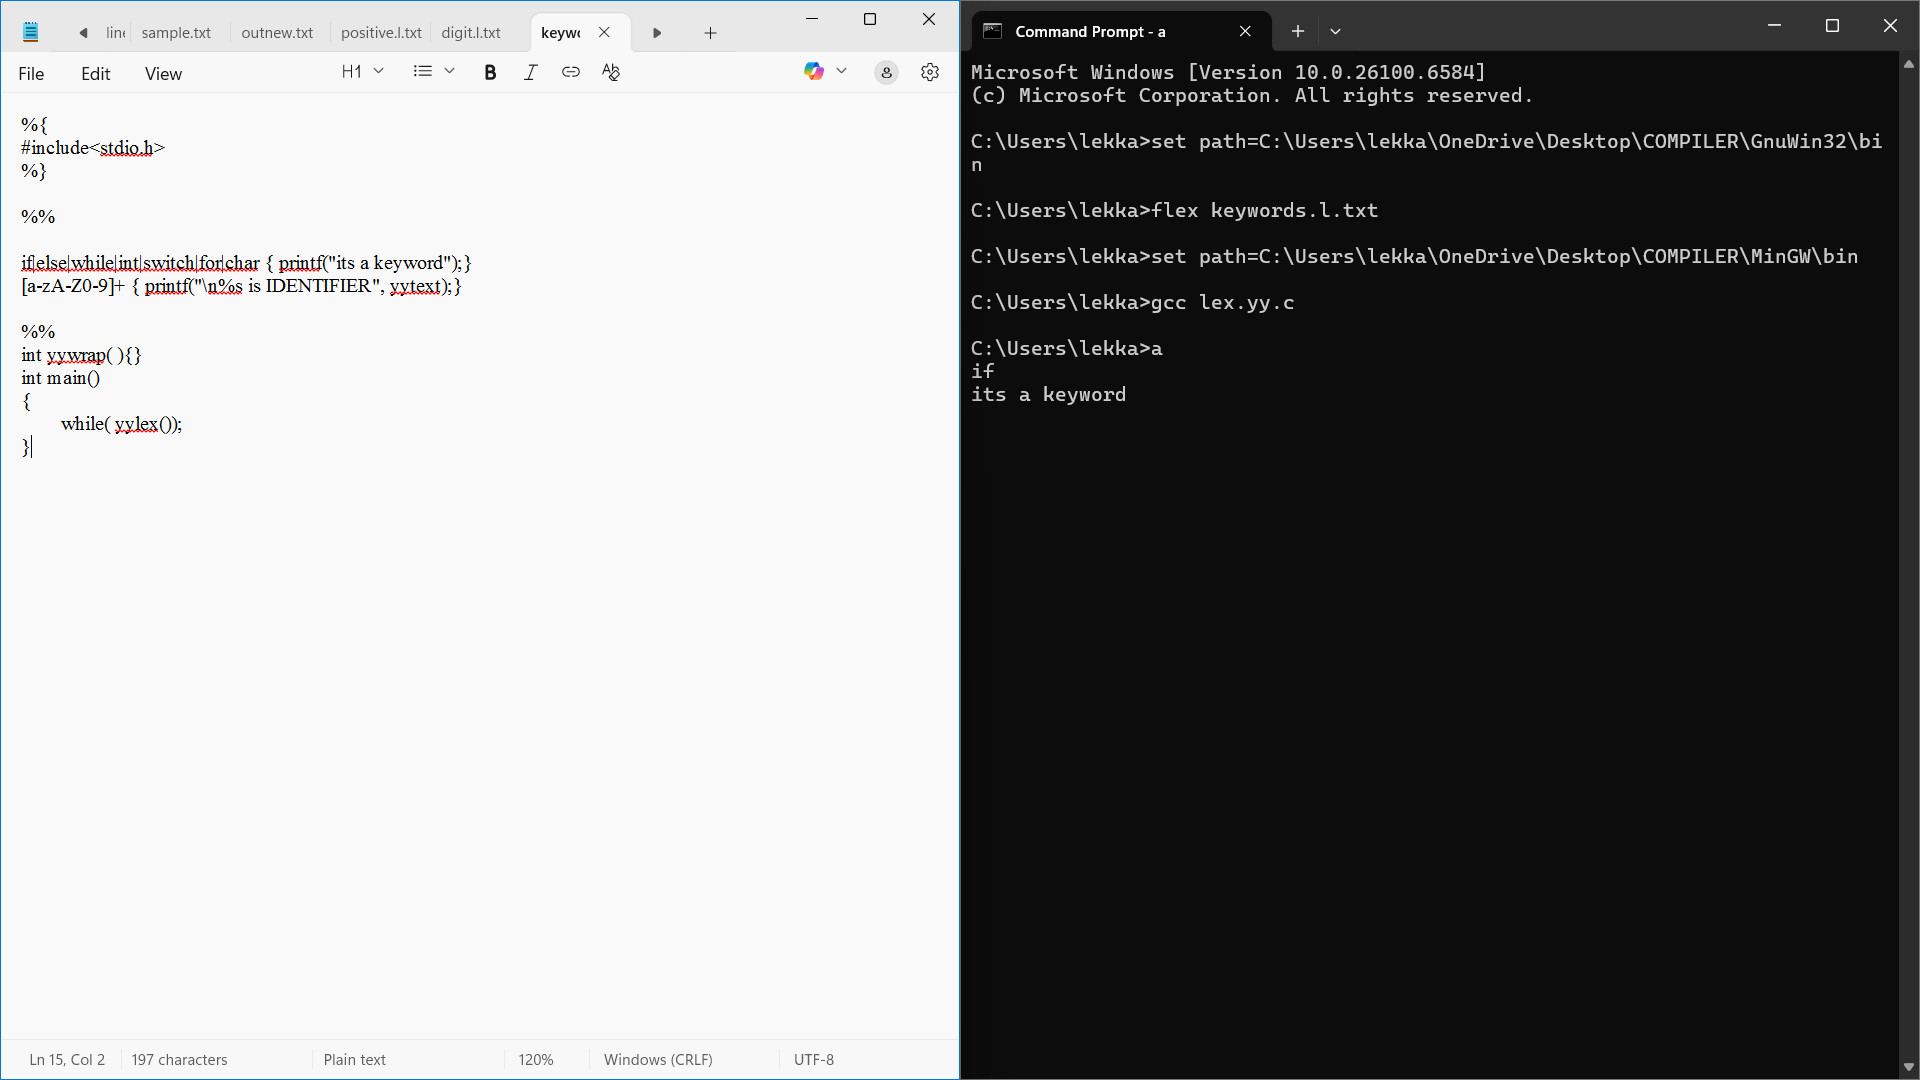 line sample.txt outnew.txt positive.l.txt digit.l.txt keywo
File Edit View H1
%{
#include<stdio.h>
%}
%%
if|else|while|int|switch|for|char { printf("its a keyword");}
[a-zA-Z0-9]+ { printf("\n%s is IDENTIFIER", yytext);}
%%
int yywrap( ){}
int main()
{
while( yylex());
}
Ln 15, Col 2 197 characters Plain text 120% Windows (CRLF) UTF-8
Command Prompt - a
Microsoft Windows [Version 10.0.26100.6584]
(c) Microsoft Corporation. All rights reserved.
C:\Users\lekka>set path=C:\Users\lekka\OneDrive\Desktop\COMPILER\GnuWin32\bi
n
C:\Users\lekka>flex keywords.l.txt
C:\Users\lekka>set path=C:\Users\lekka\OneDrive\Desktop\COMPILER\MinGW\bin
C:\Users\lekka>gcc lex.yy.c
C:\Users\lekka>a
if
its a keyword